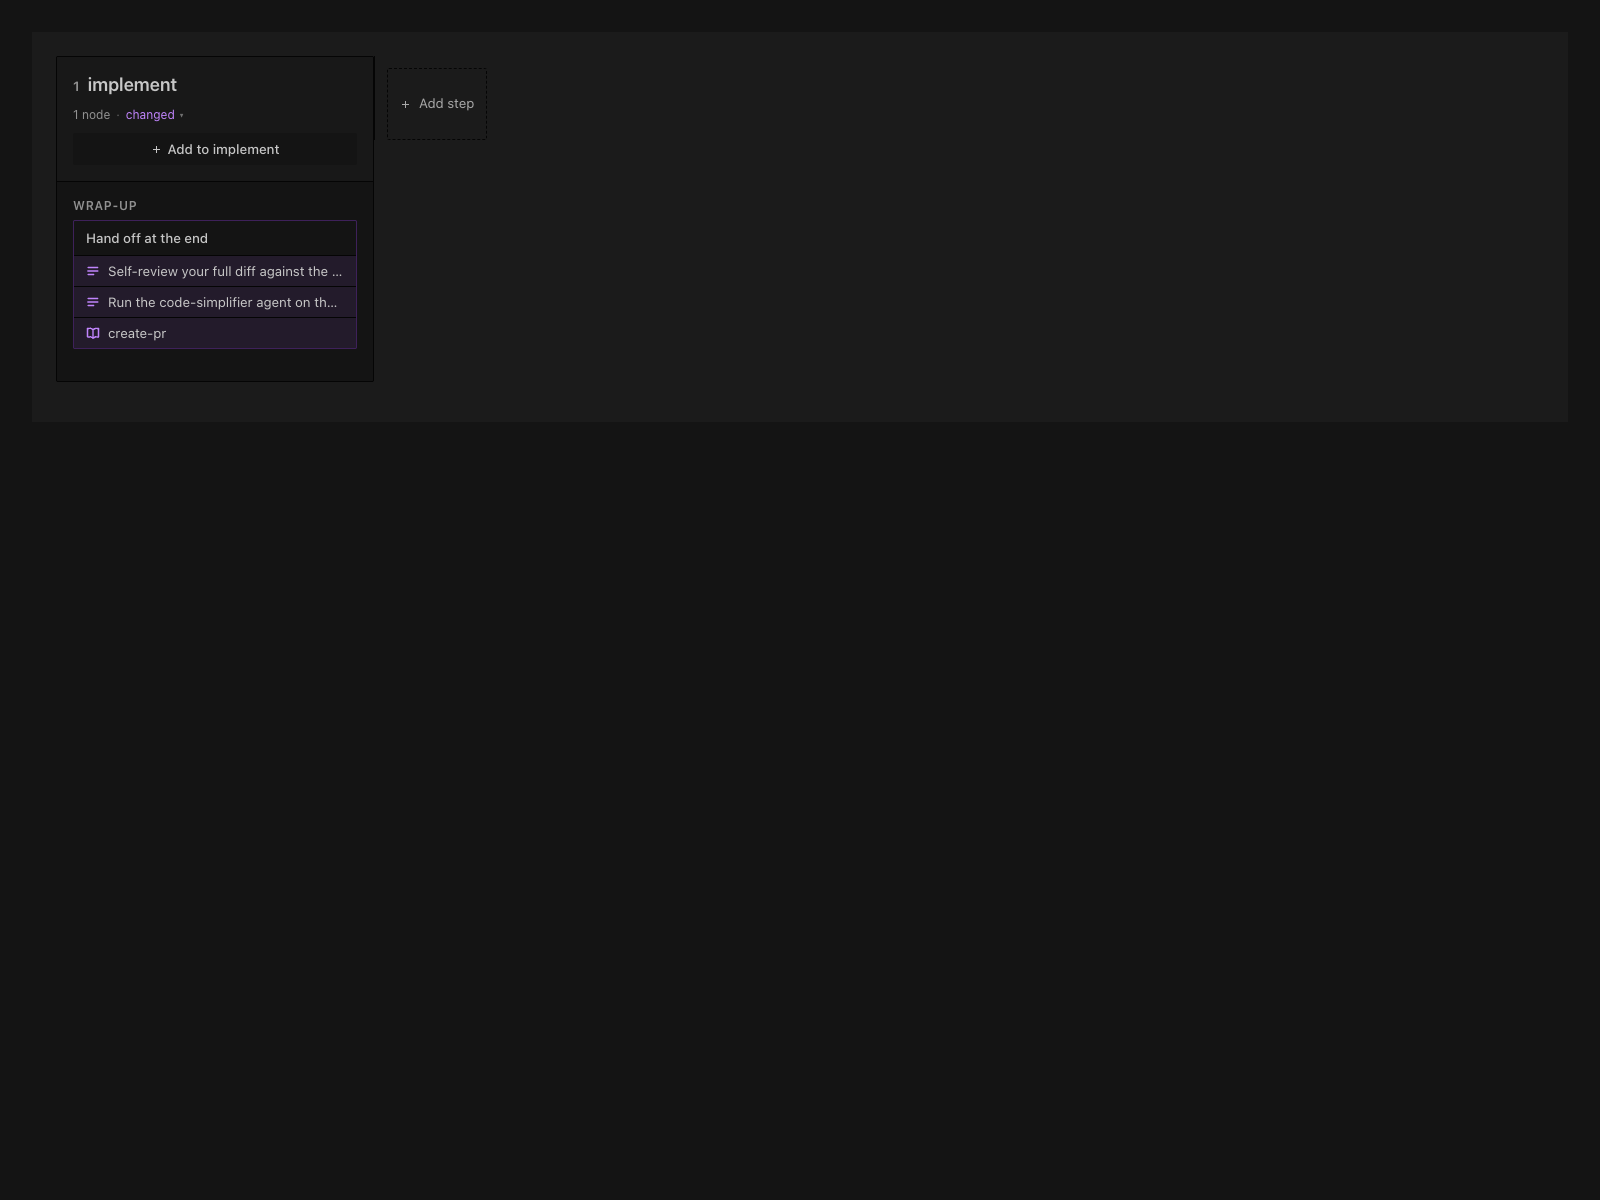 1 implement
1 node · changed
+ Add to implement
+ Add step
WRAP-UP
Hand off at the end
Self-review your full diff against the ...
Run the code-simplifier agent on th...
create-pr